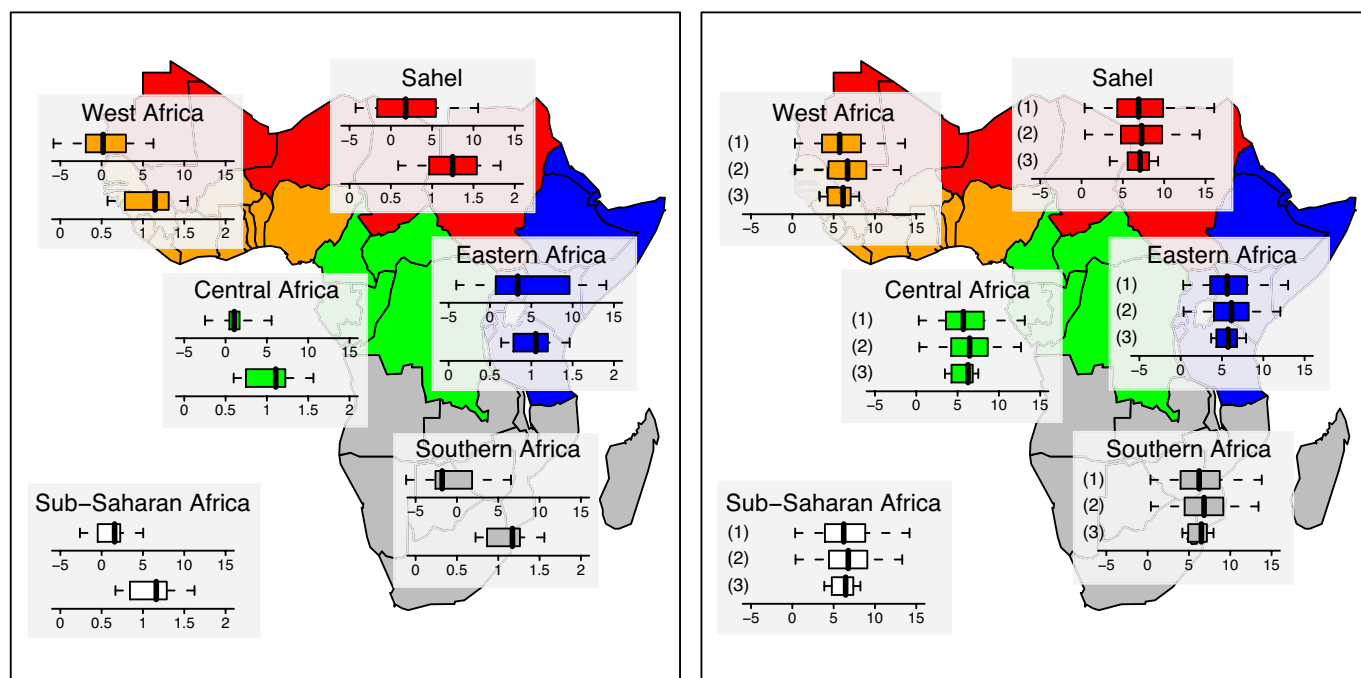 Sahel
−5 0 5 10 15
0 0.5 1 1.5 2
West Africa
−5 0 5 10 15
0 0.5 1 1.5 2
Eastern Africa
−5 0 5 10 15
0 0.5 1 1.5 2
Central Africa
−5 0 5 10 15
0 0.5 1 1.5 2
Southern Africa
−5 0 5 10 15
0 0.5 1 1.5 2
Sub−Saharan Africa
−5 0 5 10 15
0 0.5 1 1.5 2
Sahel
(1)
(2)
(3)
−5 0 5 10 15
West Africa
(1)
(2)
(3)
−5 0 5 10 15
Eastern Africa
(1)
(2)
(3)
−5 0 5 10 15
Central Africa
(1)
(2)
(3)
−5 0 5 10 15
Southern Africa
(1)
(2)
(3)
−5 0 5 10 15
Sub−Saharan Africa
(1)
(2)
(3)
−5 0 5 10 15